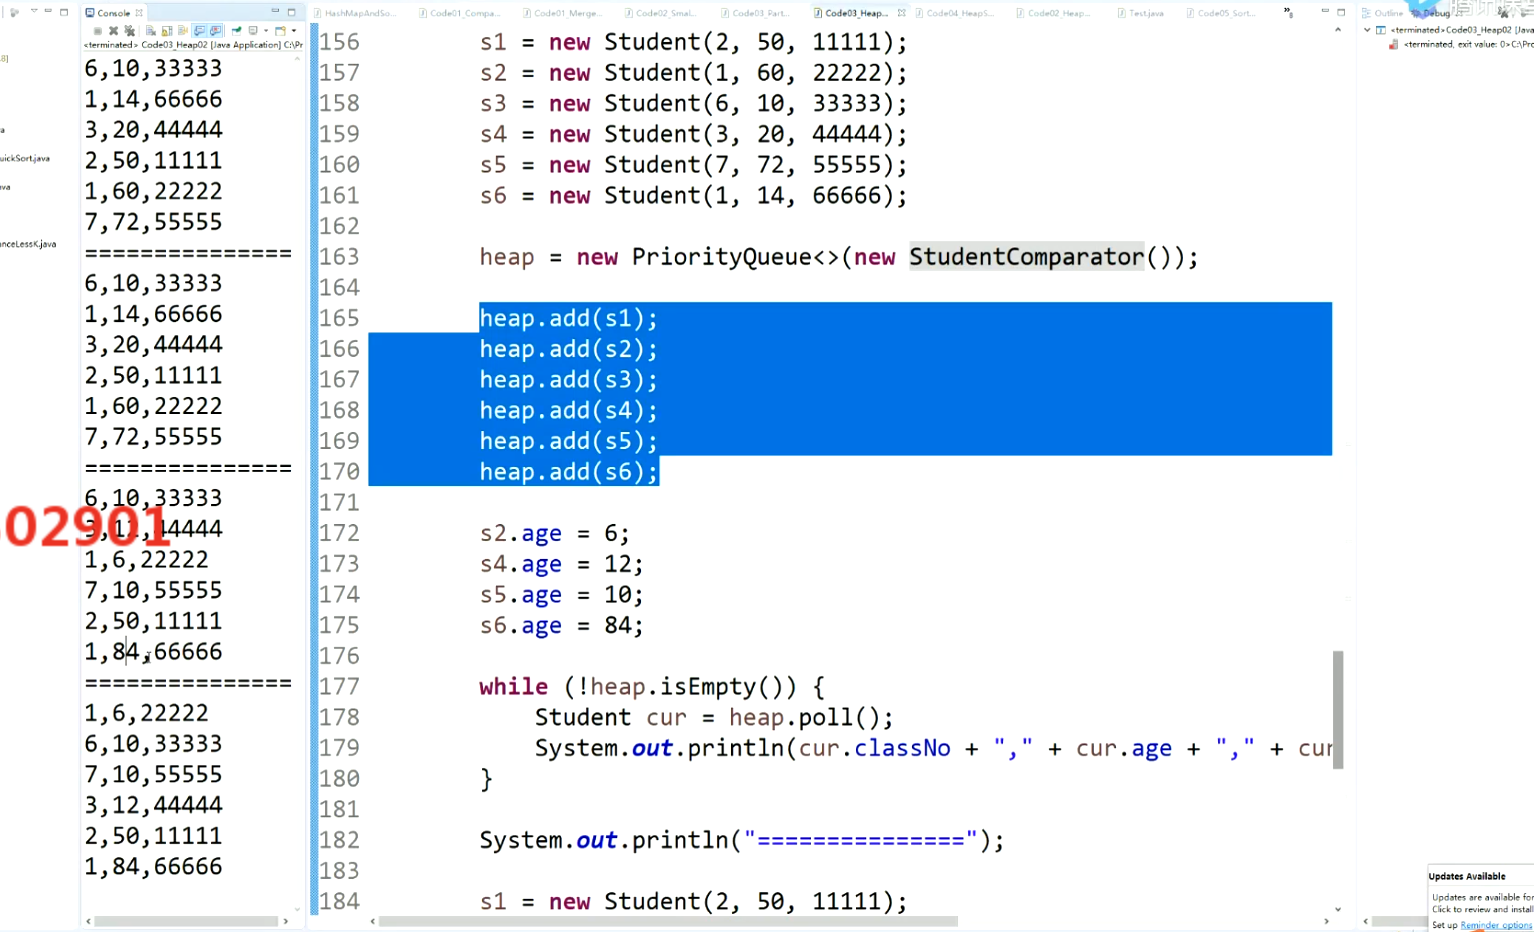 Console
<terminated> Code03_Heap02 [Java Application] C:\Pr
6,10,33333
1,14,66666
3,20,44444
2,50,11111
1,60,22222
7,72,55555
===============
6,10,33333
1,14,66666
3,20,44444
2,50,11111
1,60,22222
7,72,55555
===============
6,10,33333
3,12,44444
1,6,22222
7,10,55555
2,50,11111
1,84,66666
===============
1,6,22222
6,10,33333
7,10,55555
3,12,44444
2,50,11111
1,84,66666
02901
uickSort.java
nceLessK.java
HashMapAndSo... Code01_Compa... Code01_Merge... Code02_Smal... Code03_Part... Code03_Heap... Code04_HeapS... Code02_Heap... Test.java Code05_Sort...
156 s1 = new Student(2, 50, 11111);
157 s2 = new Student(1, 60, 22222);
158 s3 = new Student(6, 10, 33333);
159 s4 = new Student(3, 20, 44444);
160 s5 = new Student(7, 72, 55555);
161 s6 = new Student(1, 14, 66666);
162
163 heap = new PriorityQueue<>(new StudentComparator());
164
165 heap.add(s1);
166 heap.add(s2);
167 heap.add(s3);
168 heap.add(s4);
169 heap.add(s5);
170 heap.add(s6);
171
172 s2.age = 6;
173 s4.age = 12;
174 s5.age = 10;
175 s6.age = 84;
176
177 while (!heap.isEmpty()) {
178 Student cur = heap.poll();
179 System.out.println(cur.classNo + "," + cur.age + "," + cur
180 }
181
182 System.out.println("===============");
183
184 s1 = new Student(2, 50, 11111);
Outline Debug
<terminated>Code03_Heap02 [Java
<terminated, exit value: 0>C:\Pro
Updates Available
Updates are available for
Click to review and install
Set up Reminder options